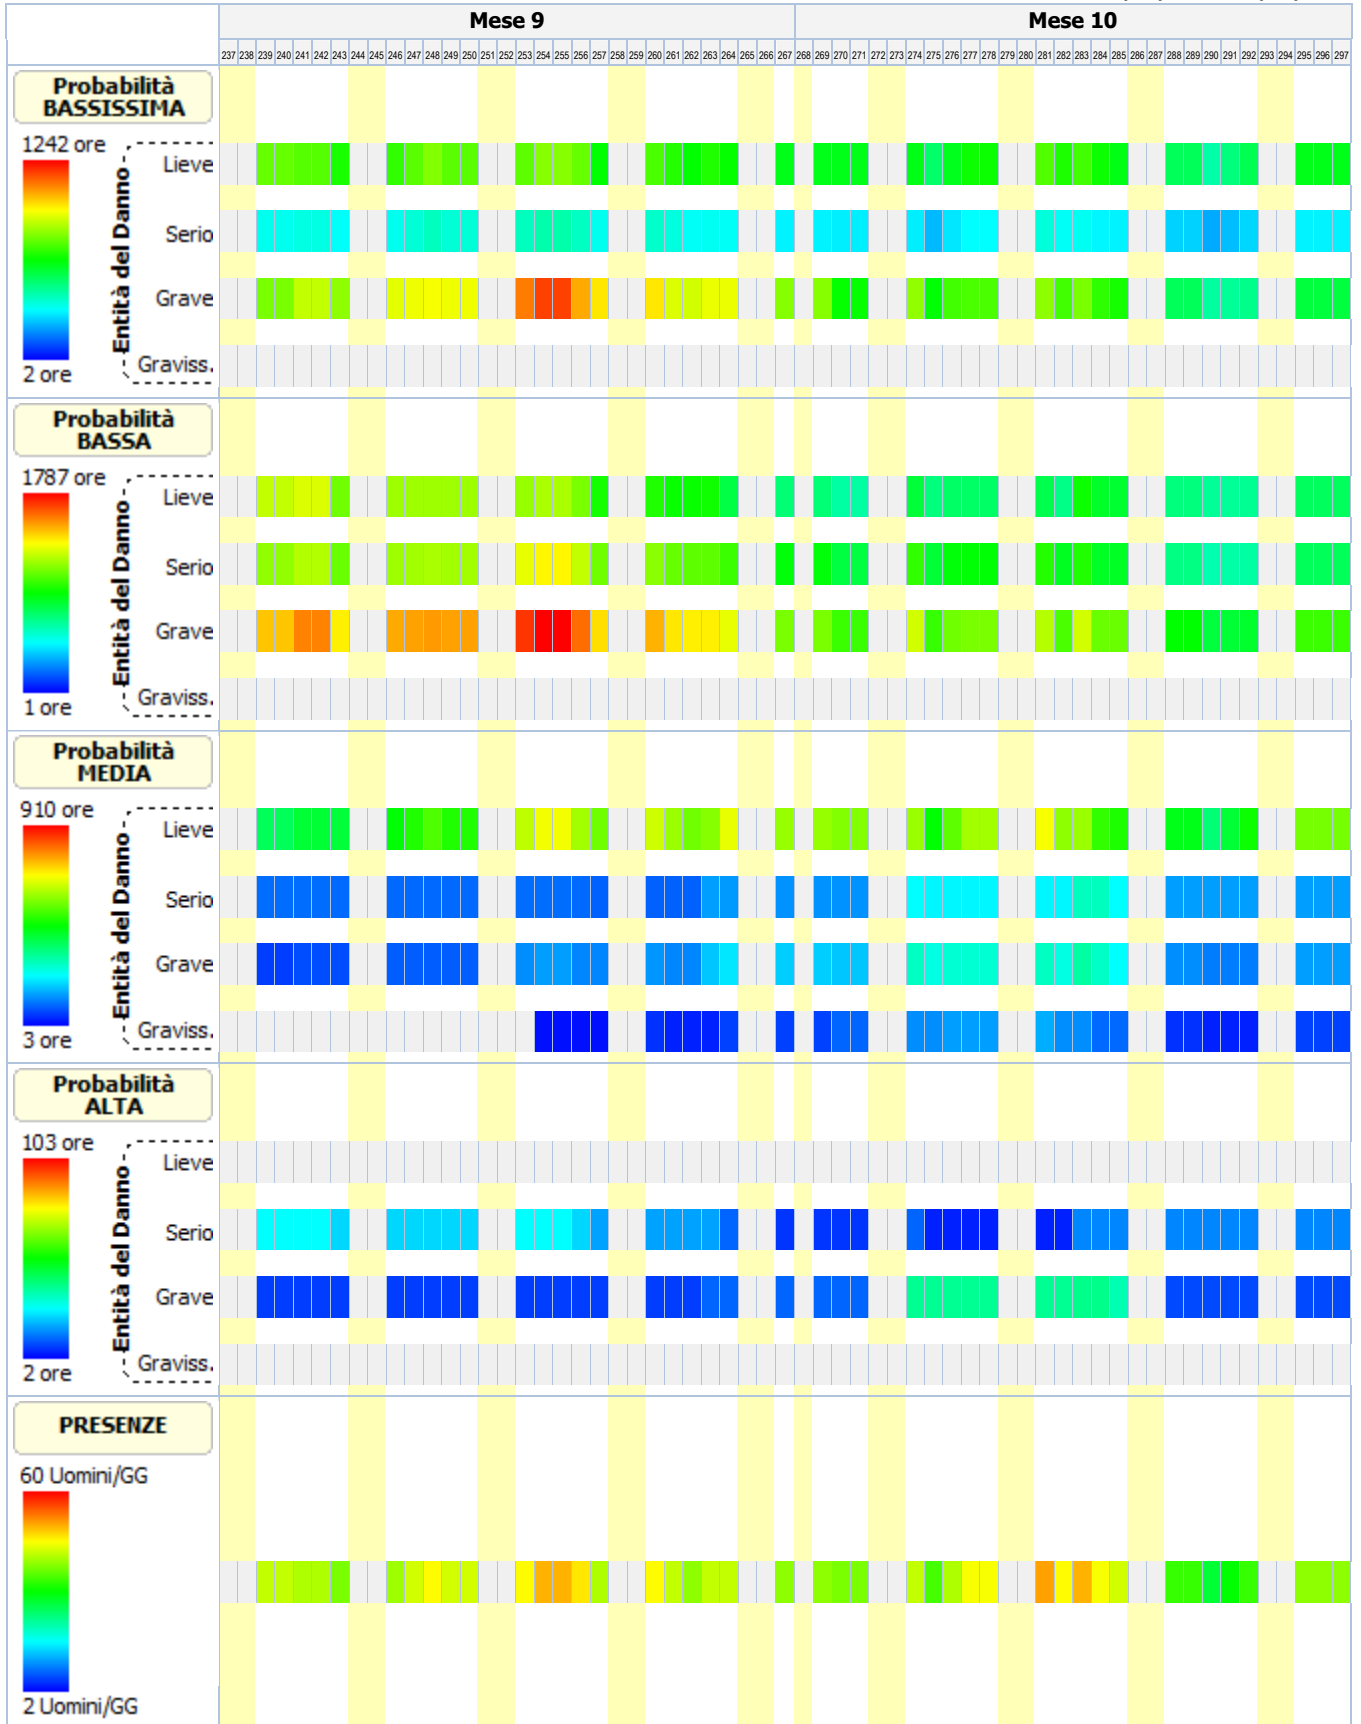 Mese 9 Mese 10
237 238 239 240 241 242 243 244 245 246 247 248 249 250 251 252 253 254 255 256 257 258 259 260 261 262 263 264 265 266 267 268 269 270 271 272 273 274 275 276 277 278 279 280 281 282 283 284 285 286 287 288 289 290 291 292 293 294 295 296 297
Probabilità
BASSISSIMA
1242 ore
Entità del Danno
Lieve
Serio
Grave
Graviss.
2 ore
Probabilità
BASSA
1787 ore
Entità del Danno
Lieve
Serio
Grave
Graviss.
1 ore
Probabilità
MEDIA
910 ore
Entità del Danno
Lieve
Serio
Grave
Graviss.
3 ore
Probabilità
ALTA
103 ore
Entità del Danno
Lieve
Serio
Grave
Graviss.
2 ore
PRESENZE
60 Uomini/GG
2 Uomini/GG